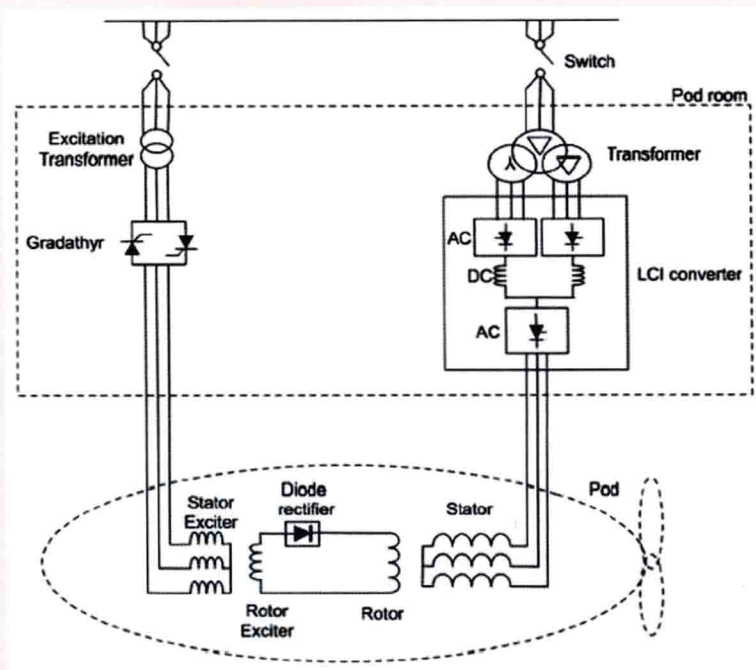 Switch
Pod room
Excitation
Transformer
Transformer
Gradathyr
AC
DC
LCI converter
AC
Pod
Stator
Exciter
Diode
rectifier
Stator
Rotor
Exciter
Rotor